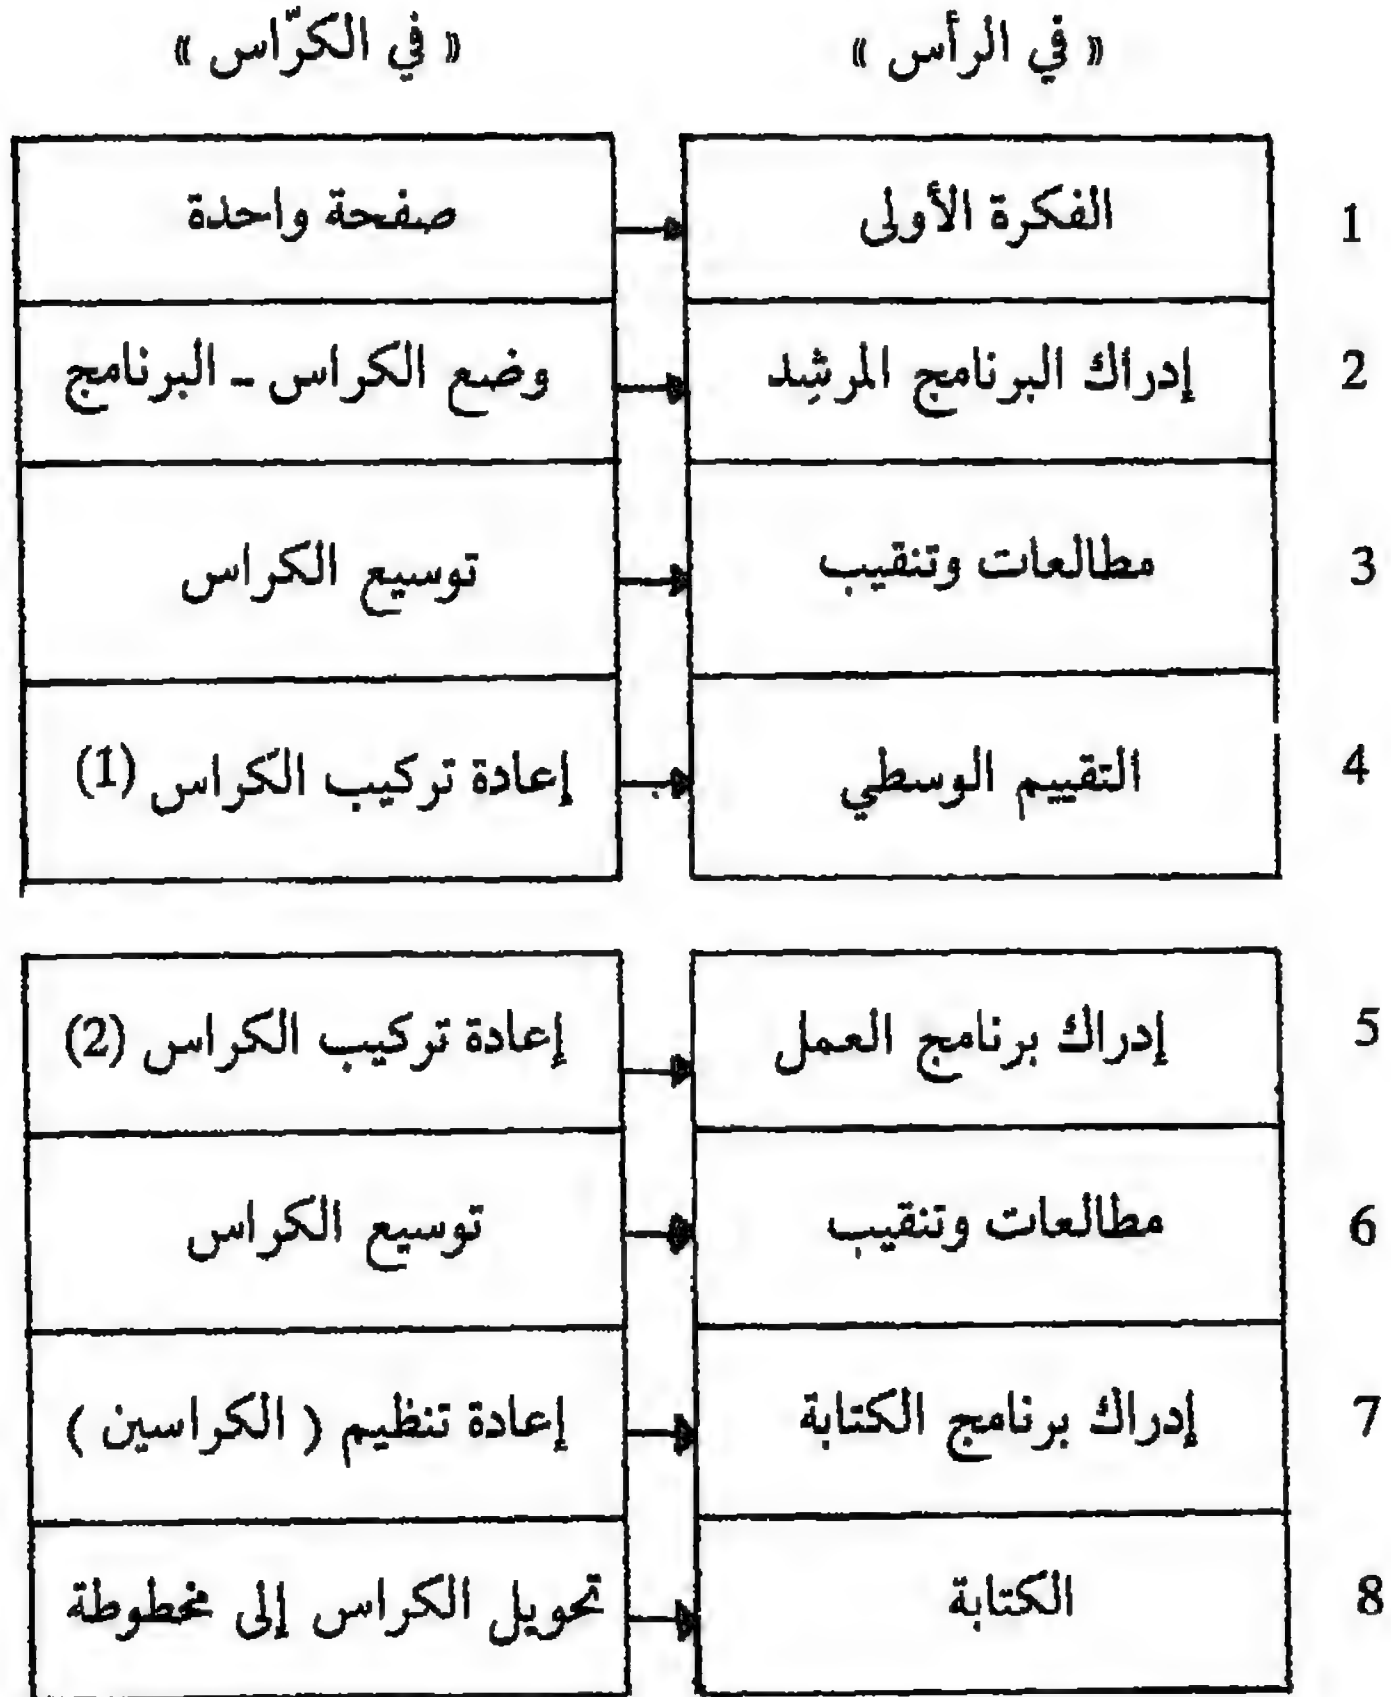 « في الرأس »
« في الكرّاس »
1
الفكرة الأولى
صفحة واحدة
2
إدراك البرنامج المرشِد
وضع الكراس ـ البرنامج
3
مطالعات وتنقيب
توسيع الكراس
4
التقييم الوسطي
إعادة تركيب الكراس (1)
5
إدراك برنامج العمل
إعادة تركيب الكراس (2)
6
مطالعات وتنقيب
توسيع الكراس
7
إدراك برنامج الكتابة
إعادة تنظيم ( الكراسين )
8
الكتابة
تحويل الكراس إلى مخطوطة